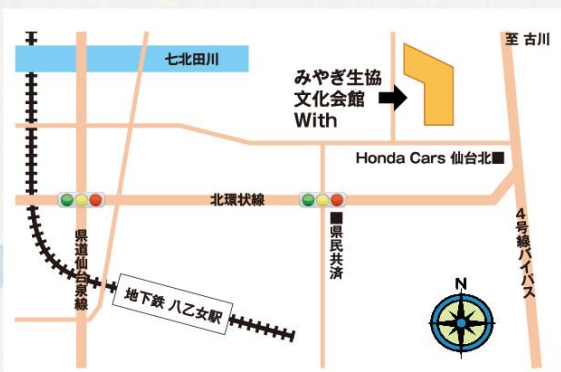 至 古川
七北田川
みやぎ生協
文化会館
With
Honda Cars 仙台北■
北環状線
■県民共済
県道仙台泉線
4号線バイパス
地下鉄 八乙女駅
N